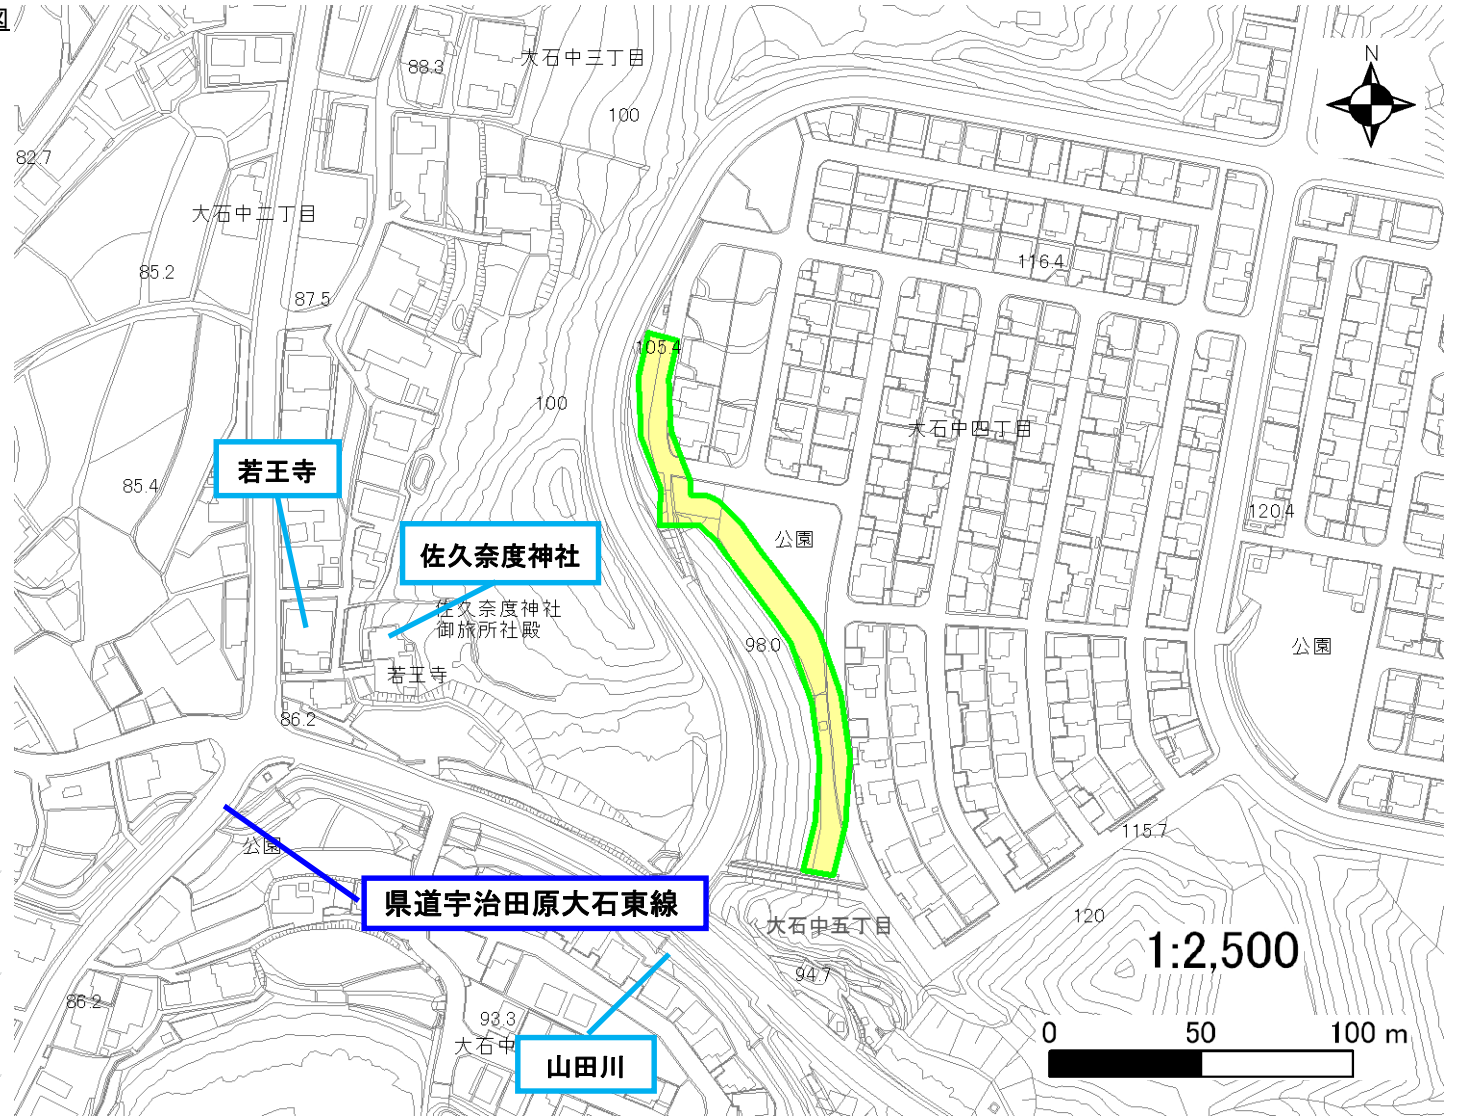 図
N
大石中三丁目
88.3
100
82.7
大石中二丁目
85.2
87.5
116.4
105.4
100
大石中四丁目
若王寺
85.4
120.4
佐久奈度神社
公園
佐久奈度神社
御旅所社殿
98.0
公園
若王寺
86.2
115.7
公園
県道宇治田原大石東線
120
大石中五丁目
1:2,500
94.7
86.2
93.3
大石中
0 50 100 m
山田川